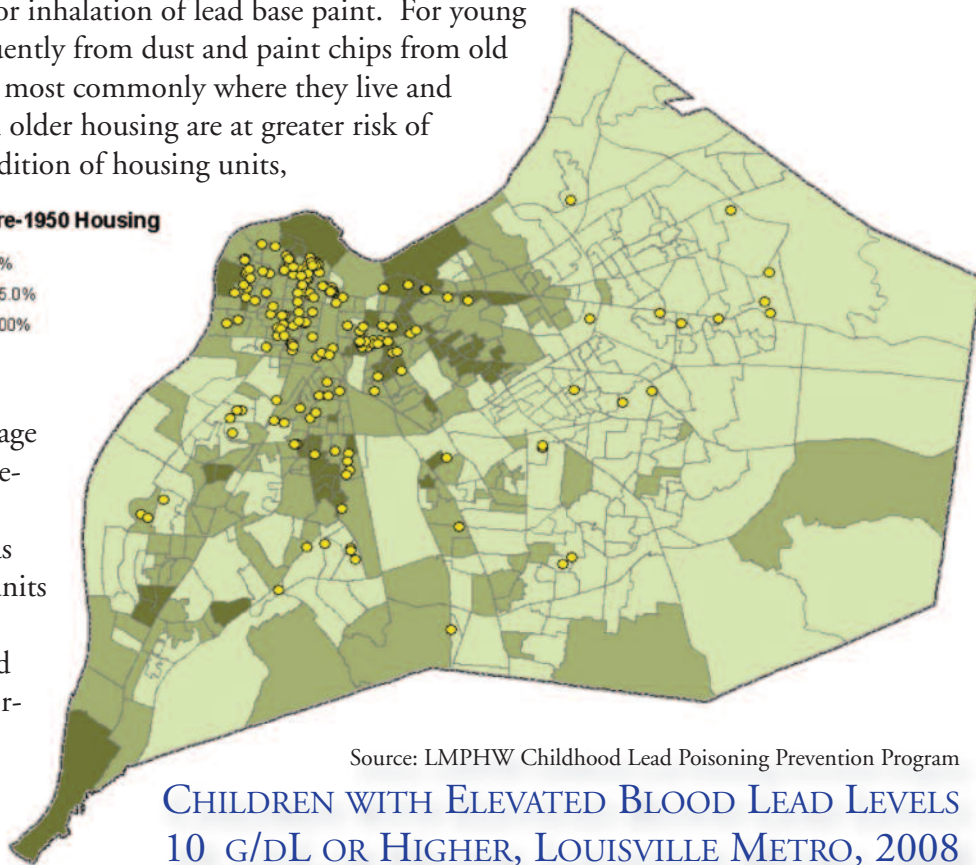 or inhalation of lead base paint. For young
uently from dust and paint chips from old
most commonly where they live and
older housing are at greater risk of
dition of housing units,
re-1950 Housing
%
5.0%
00%
age
e-
as
units
d
r-
Source: LMPHW Childhood Lead Poisoning Prevention Program
CHILDREN WITH ELEVATED BLOOD LEAD LEVELS
10 G/DL OR HIGHER, LOUISVILLE METRO, 2008